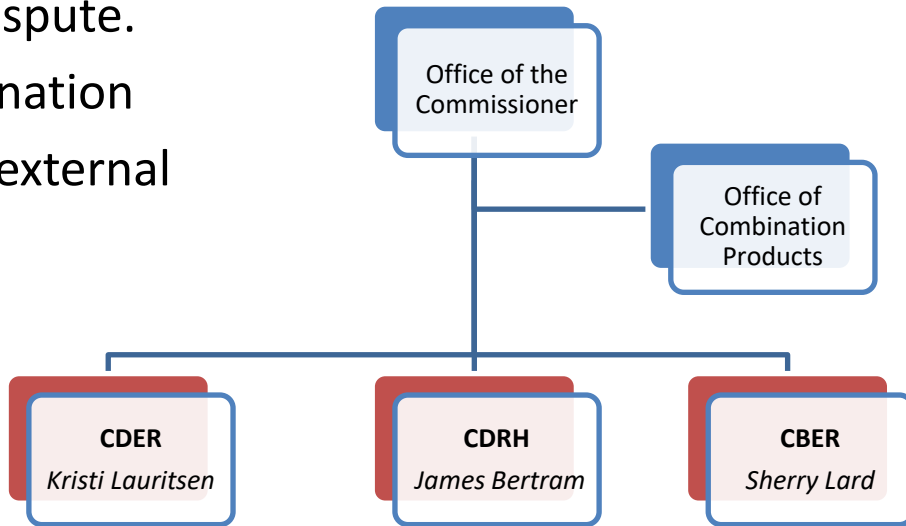 spute.
nation
external
Office of the
Commissioner
Office of
Combination
Products
CDER
Kristi Lauritsen
CDRH
James Bertram
CBER
Sherry Lard